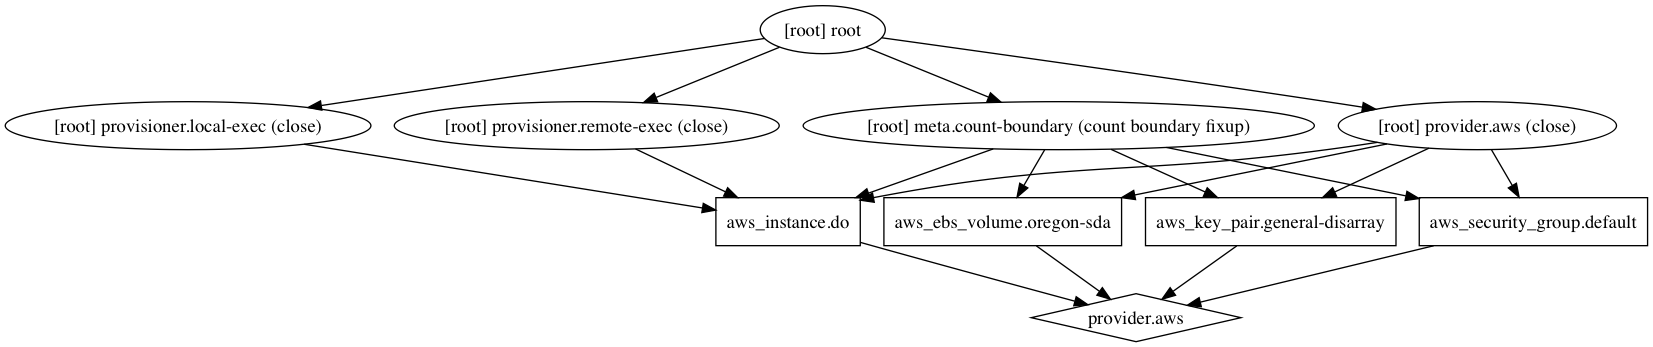 [root] root
[root] provisioner.local-exec (close)
[root] provisioner.remote-exec (close)
[root] meta.count-boundary (count boundary fixup)
[root] provider.aws (close)
aws_instance.do
aws_ebs_volume.oregon-sda
aws_key_pair.general-disarray
aws_security_group.default
provider.aws